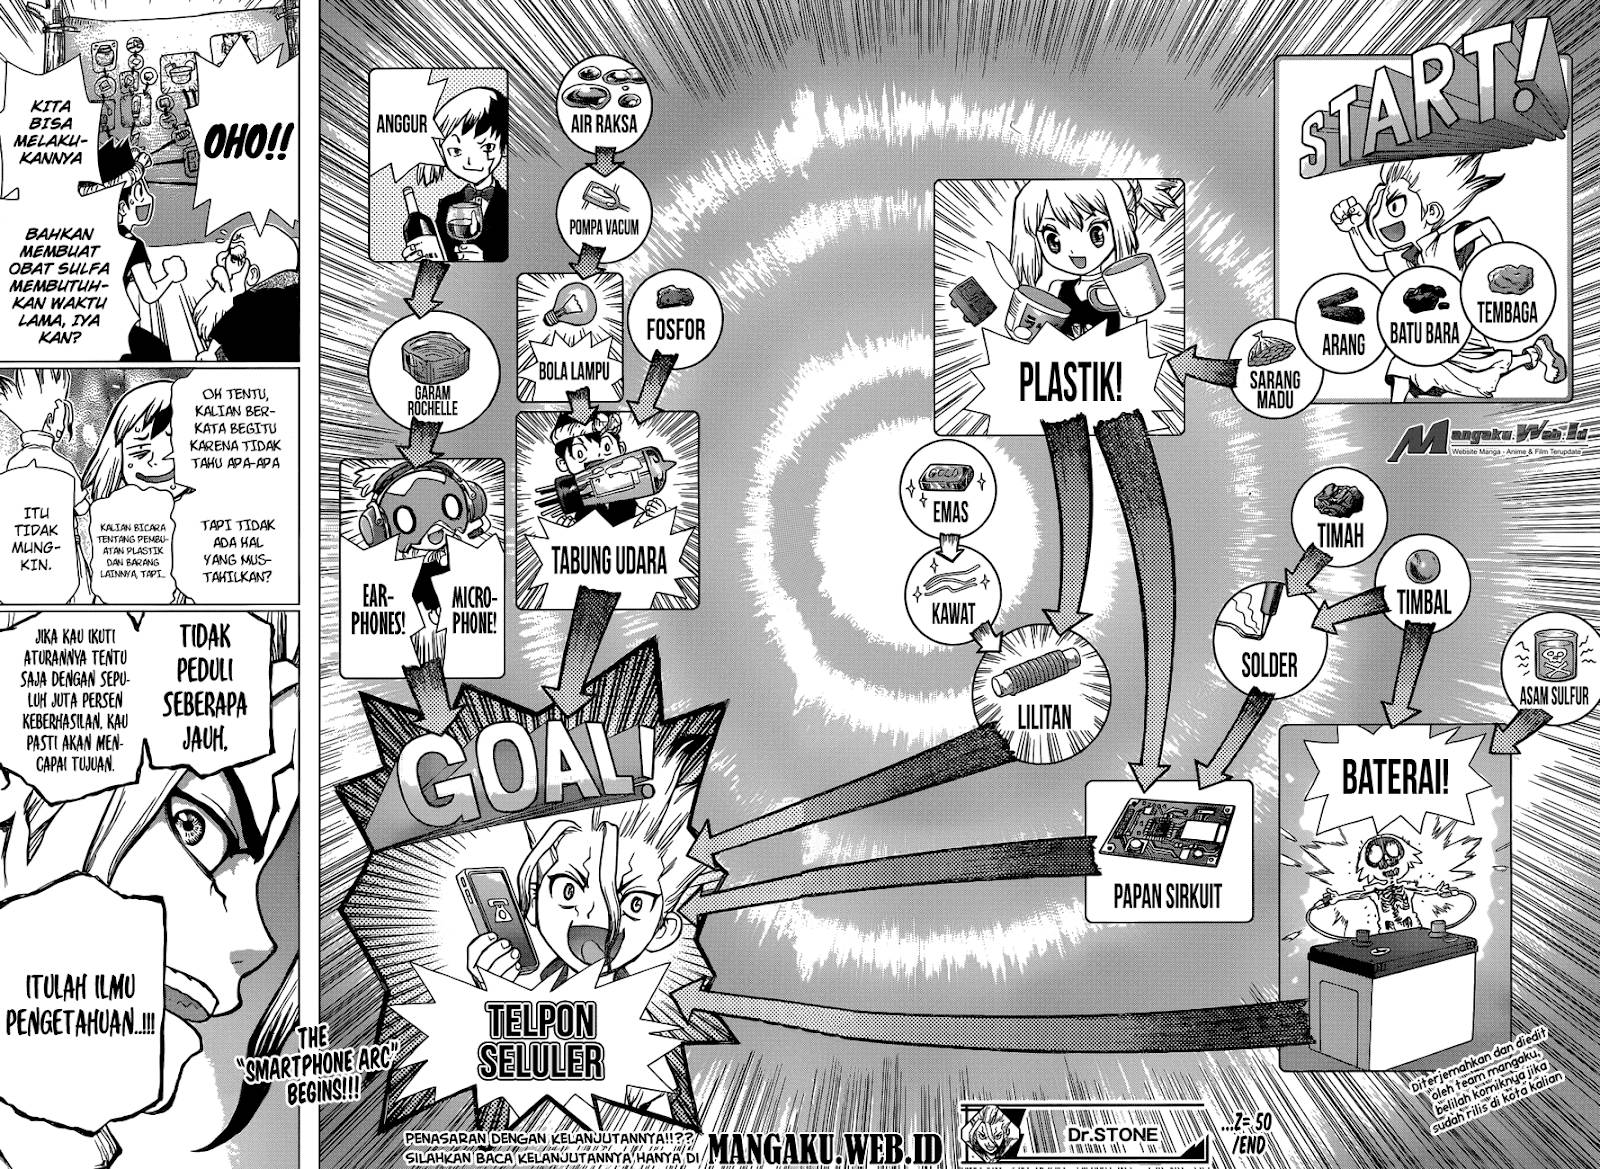 START!
TEMBAGA
BATU BARA
ARANG
SARANG
MADU
PLASTIK!
Mangaku.Web.Id
Website Manga - Anime & Film Terupdate
TIMAH
TIMBAL
SOLDER
ASAM SULFUR
BATERAI!
GOLD
EMAS
KAWAT
LILITAN
PAPAN SIRKUIT
AIR RAKSA
POMPA VACUM
BOLA LAMPU
FOSFOR
TABUNG UDARA
ANGGUR
GARAM
ROCHELLE
EAR-
PHONES!
MICRO-
PHONE!
GOAL!
TELPON
SELULER
OHO!!
KITA
BISA
MELAKU-
KANNYA
BAHKAN
MEMBUAT
OBAT SULFA
MEMBUTUH-
KAN WAKTU
LAMA, IYA
KAN?
OH TENTU,
KALIAN BER-
KATA BEGITU
KARENA TIDAK
TAHU APA-APA
TAPI TIDAK
ADA HAL
YANG MUS-
TAHILKAN?
KALIAN BICARA
TENTANG PEMBU-
ATAN PLASTIK
DAN BARANG
LAINNYA, TAPI...
ITU
TIDAK
MUNG-
KIN.
TIDAK
PEDULI
SEBERAPA
JAUH,
JIKA KAU IKUTI
ATURANNYA TENTU
SAJA DENGAN SEPU-
LUH JUTA PERSEN
KEBERHASILAN, KAU
PASTI AKAN MEN-
CAPAI TUJUAN.
ITULAH ILMU
PENGETAHUAN..!!!
THE
"SMARTPHONE ARC"
BEGINS!!!
Diterjemahkan dan diedit
oleh team mangaku,
belilah komiknya jika
sudah rilis di kota kalian
PENASARAN DENGAN KELANJUTANNYA!!??
SILAHKAN BACA KELANJUTANNYA HANYA DI MANGAKU.WEB.ID
Dr.STONE
...Z= 50
/END